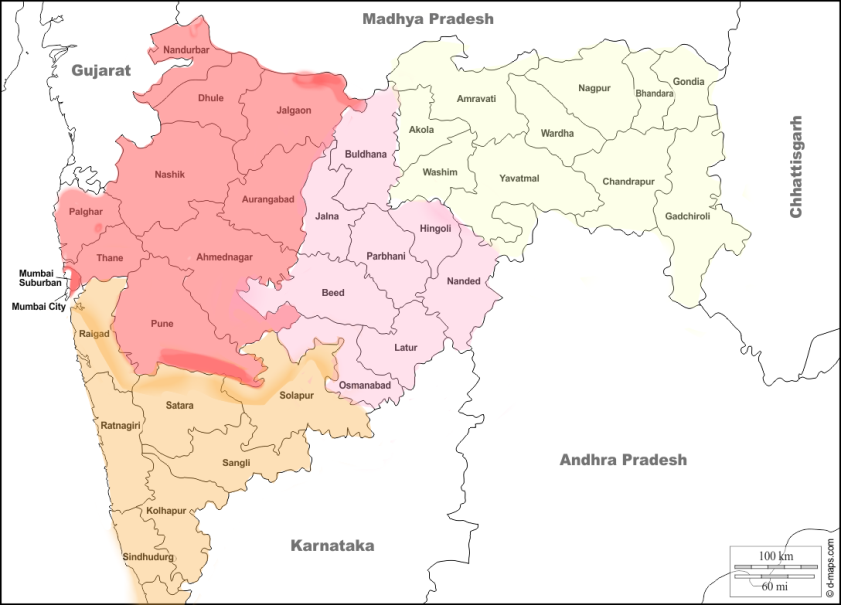 Madhya Pradesh
Nandurbar
Gujarat
Dhule
Jalgaon
Amravati
Nagpur
Bhandara
Gondia
Akola
Wardha
Buldhana
Nashik
Washim
Yavatmal
Chandrapur
Chhattisgarh
Aurangabad
Palghar
Jalna
Gadchiroli
Hingoli
Thane
Ahmednagar
Parbhani
Mumbai
Suburban
Nanded
Beed
Mumbai City
Pune
Raigad
Latur
Osmanabad
Solapur
Satara
Ratnagiri
Sangli
Andhra Pradesh
Kolhapur
Karnataka
Sindhudurg
100 km
60 mi
© d-maps.com